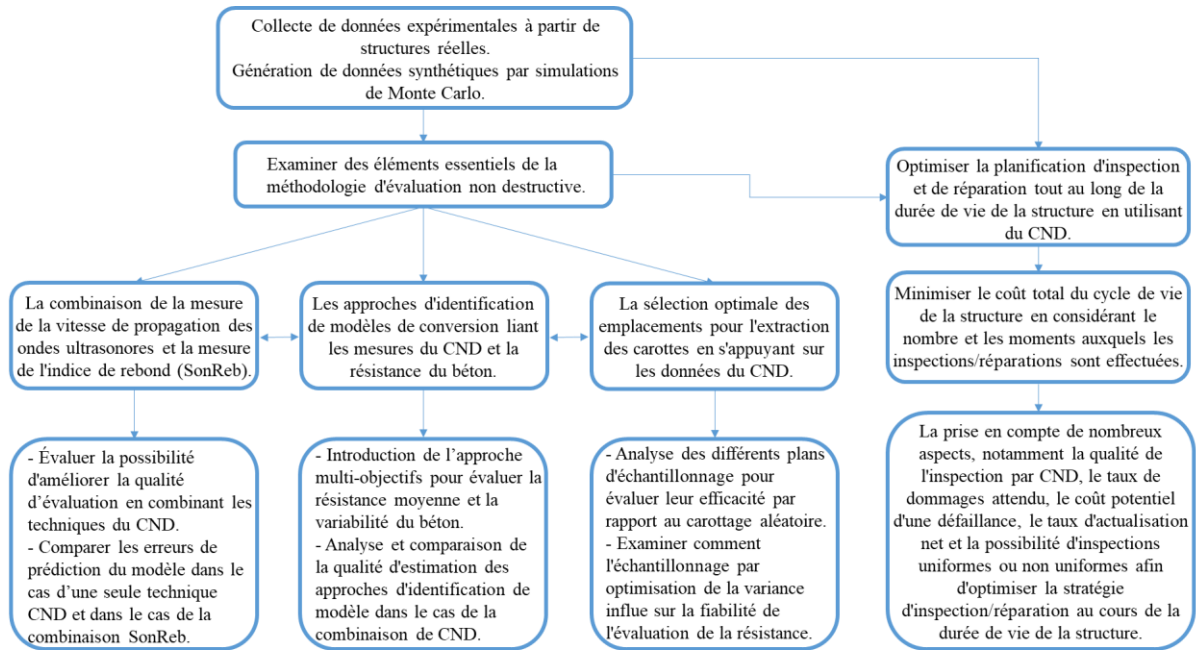 Collecte de données expérimentales à partir de
structures réelles.
Génération de données synthétiques par simulations
de Monte Carlo.
Examiner des éléments essentiels de la
méthodologie d'évaluation non destructive.
Optimiser la planification d'inspection
et de réparation tout au long de la
durée de vie de la structure en utilisant
du CND.
La combinaison de la mesure
de la vitesse de propagation des
ondes ultrasonores et la mesure
de l'indice de rebond (SonReb).
Les approches d'identification
de modèles de conversion liant
les mesures du CND et la
résistance du béton.
La sélection optimale des
emplacements pour l'extraction
des carottes en s'appuyant sur
les données du CND.
Minimiser le coût total du cycle de vie
de la structure en considérant le
nombre et les moments auxquels les
inspections/réparations sont effectuées.
- Évaluer la possibilité
d'améliorer la qualité
d’évaluation en combinant les
techniques du CND.
- Comparer les erreurs de
prédiction du modèle dans le
cas d’une seule technique
CND et dans le cas de la
combinaison SonReb.
- Introduction de l’approche
multi-objectifs pour évaluer la
résistance moyenne et la
variabilité du béton.
- Analyse et comparaison de
la qualité d'estimation des
approches d'identification de
modèle dans le cas de la
combinaison de CND.
- Analyse des différents plans
d'échantillonnage pour
évaluer leur efficacité par
rapport au carottage aléatoire.
- Examiner comment
l'échantillonnage par
optimisation de la variance
influe sur la fiabilité de
l'évaluation de la résistance.
La prise en compte de nombreux
aspects, notamment la qualité de
l'inspection par CND, le taux de
dommages attendu, le coût potentiel
d'une défaillance, le taux d'actualisation
net et la possibilité d'inspections
uniformes ou non uniformes afin
d'optimiser la stratégie
d'inspection/réparation au cours de la
durée de vie de la structure.